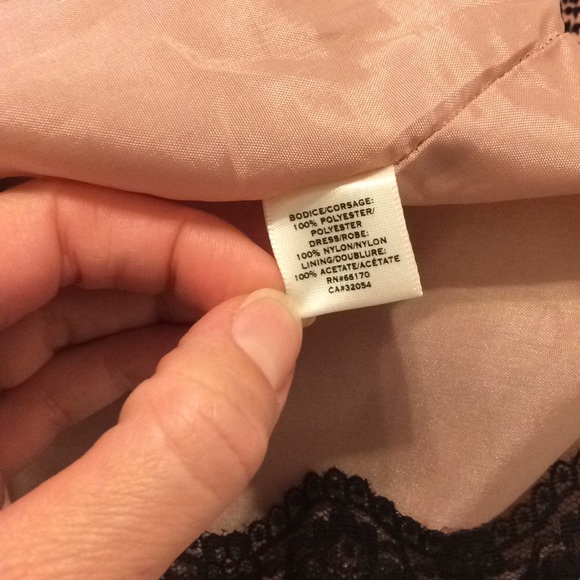 BODICE/CORSAGE:
100% POLYESTER/
POLYESTER
DRESS/ROBE:
100% NYLON/NYLON
LINING/DOUBLURE:
100% ACETATE/ACÉTATE
RN#66170
CA#32054